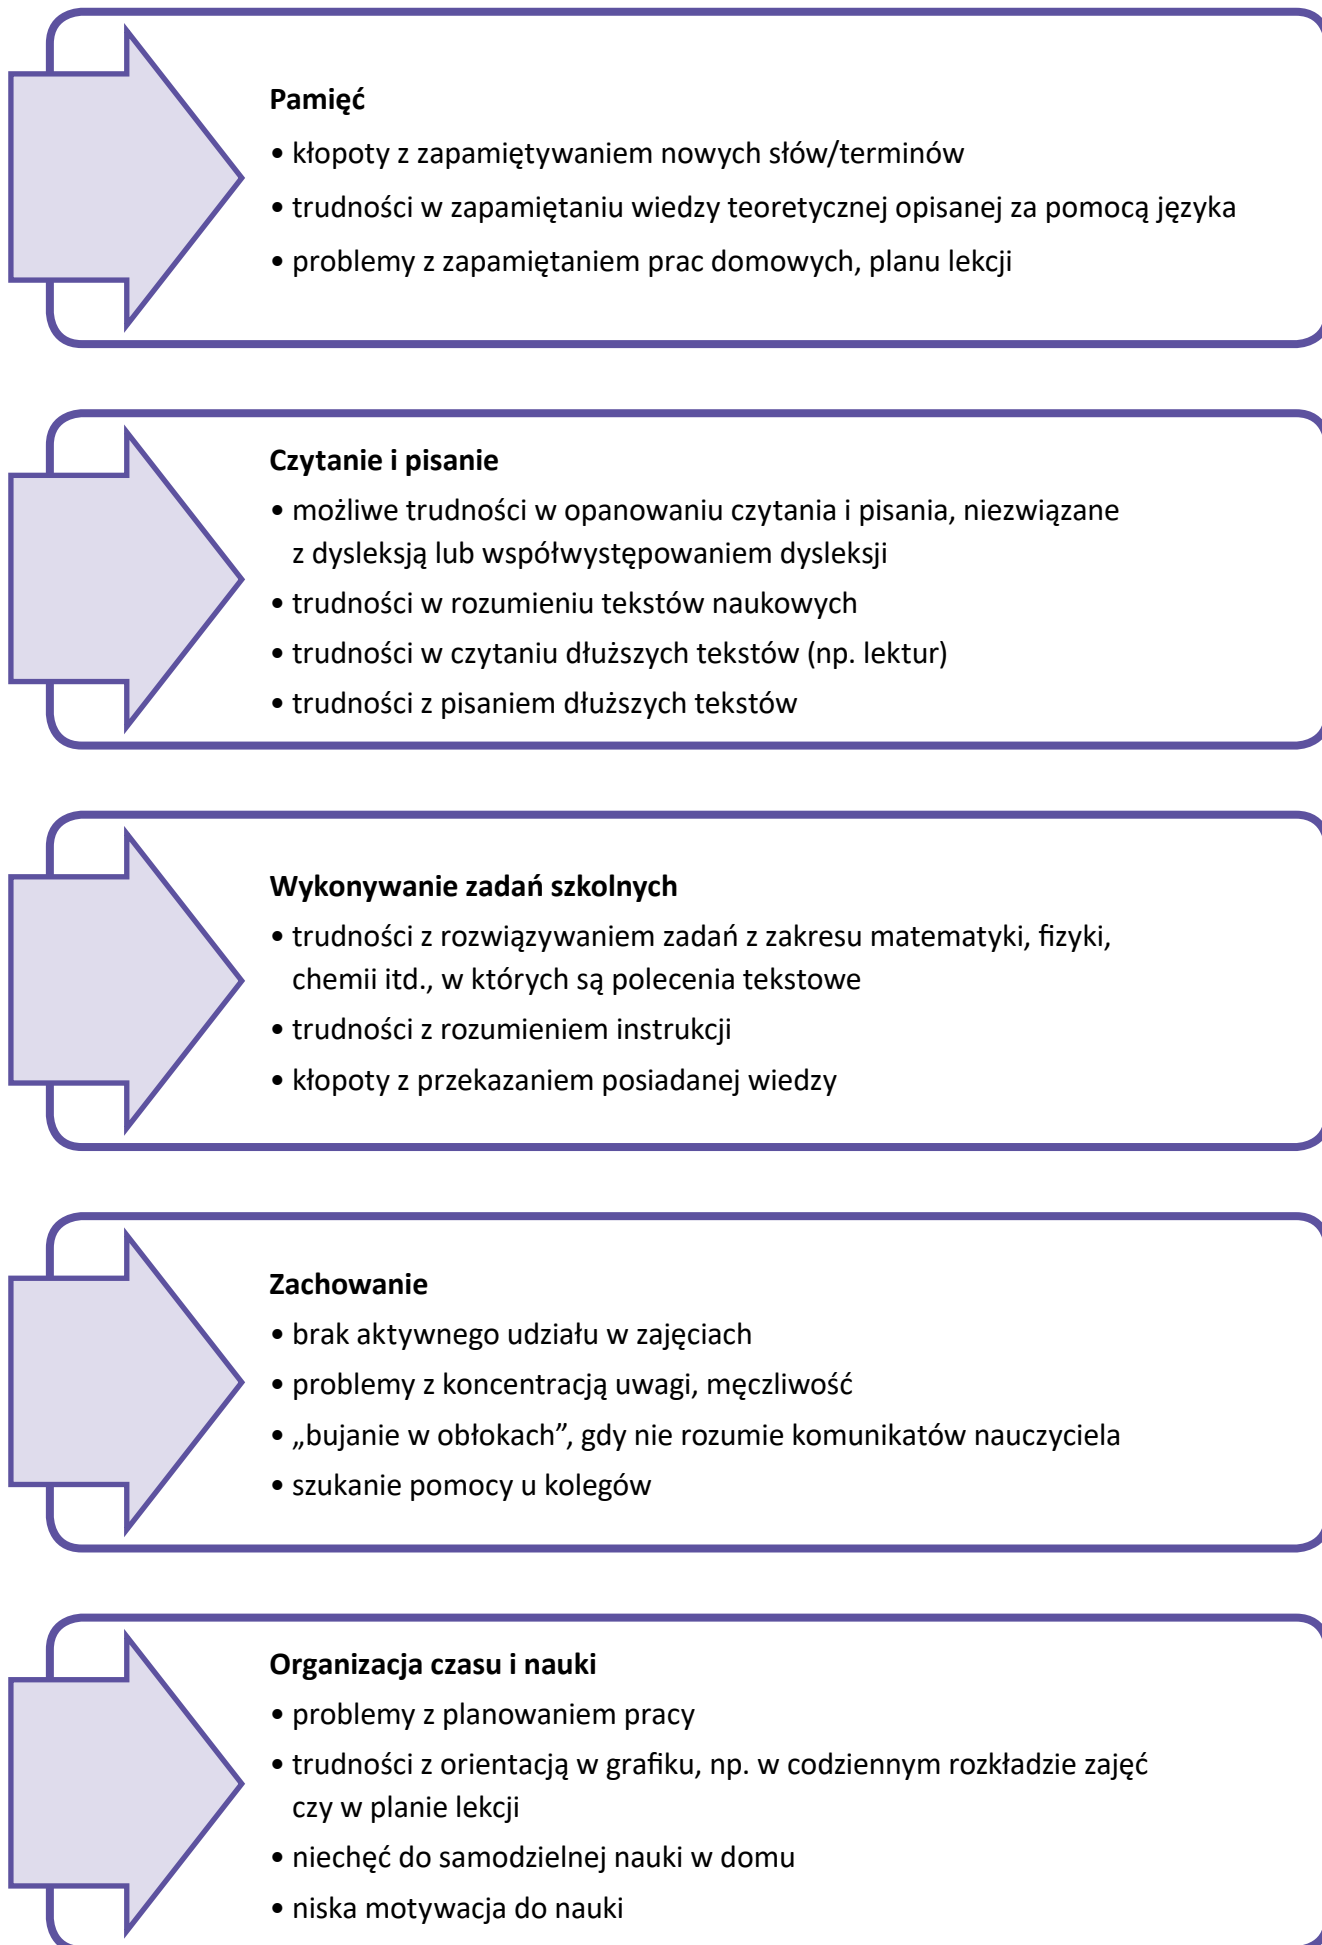 Pamięć
• kłopoty z zapamiętywaniem nowych słów/terminów
• trudności w zapamiętaniu wiedzy teoretycznej opisanej za pomocą języka
• problemy z zapamiętaniem prac domowych, planu lekcji
Czytanie i pisanie
• możliwe trudności w opanowaniu czytania i pisania, niezwiązane
z dysleksją lub współwystępowaniem dysleksji
• trudności w rozumieniu tekstów naukowych
• trudności w czytaniu dłuższych tekstów (np. lektur)
• trudności z pisaniem dłuższych tekstów
Wykonywanie zadań szkolnych
• trudności z rozwiązywaniem zadań z zakresu matematyki, fizyki,
chemii itd., w których są polecenia tekstowe
• trudności z rozumieniem instrukcji
• kłopoty z przekazaniem posiadanej wiedzy
Zachowanie
• brak aktywnego udziału w zajęciach
• problemy z koncentracją uwagi, męczliwość
• „bujanie w obłokach”, gdy nie rozumie komunikatów nauczyciela
• szukanie pomocy u kolegów
Organizacja czasu i nauki
• problemy z planowaniem pracy
• trudności z orientacją w grafiku, np. w codziennym rozkładzie zajęć
czy w planie lekcji
• niechęć do samodzielnej nauki w domu
• niska motywacja do nauki